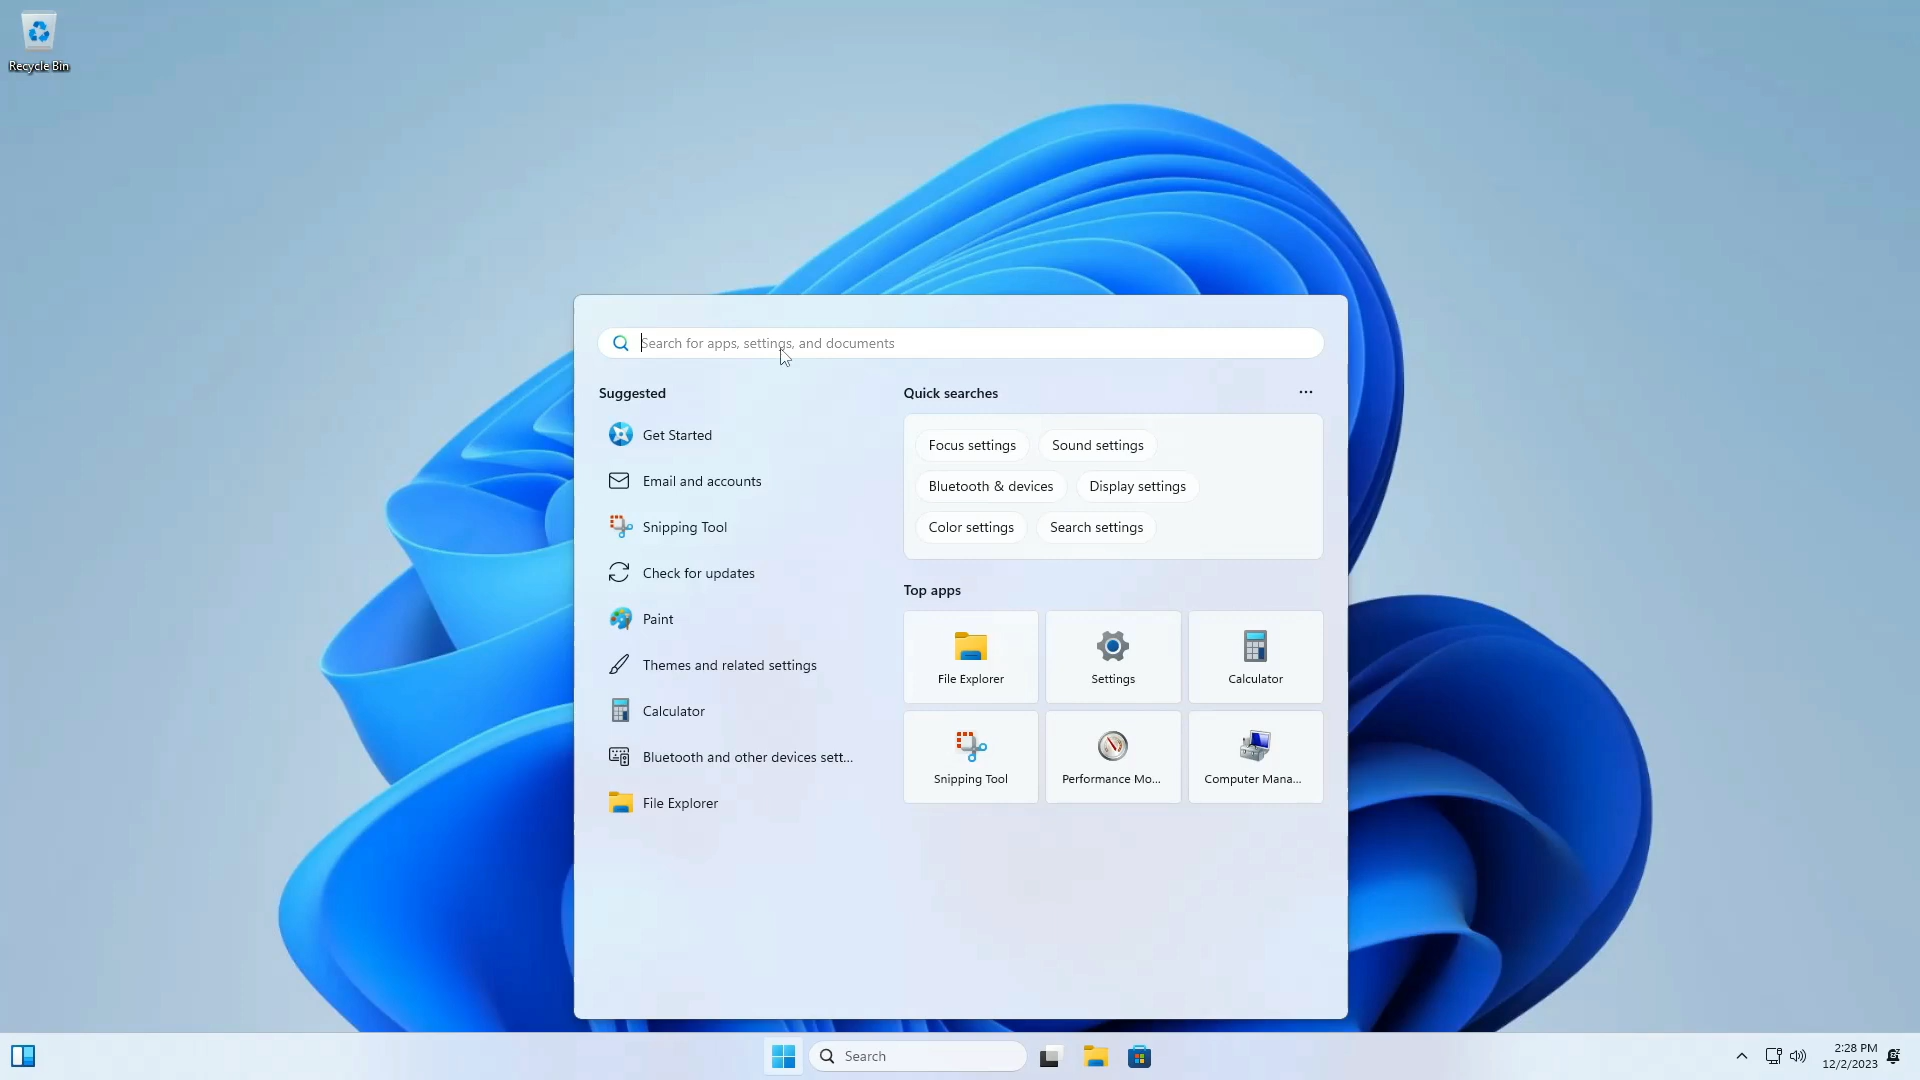 Recycle Bin
Search for apps, settings, and documents
Suggested
Get Started
Email and accounts
Snipping Tool
Check for updates
Paint
Themes and related settings
Calculator
Bluetooth and other devices sett...
File Explorer
Quick searches
...
Focus settings
Sound settings
Bluetooth & devices
Display settings
Color settings
Search settings
Top apps
File Explorer
Settings
Calculator
Snipping Tool
Performance Mo...
Computer Mana...
Search
2:28 PM
12/2/2023